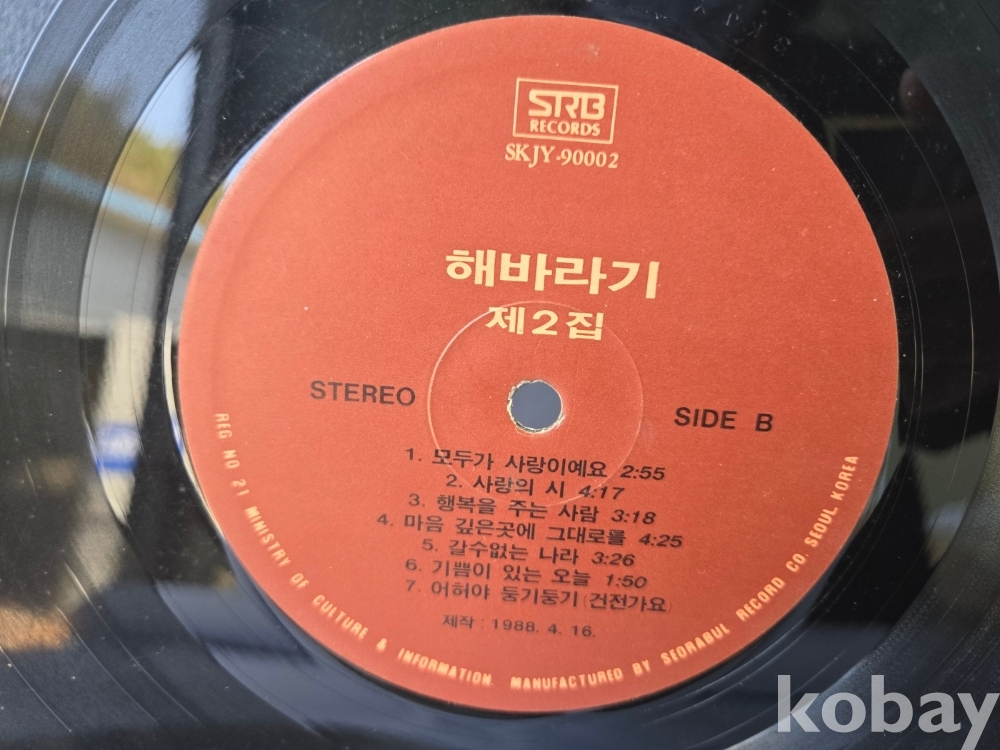 STRB
RECORDS
SKJY-90002
해바라기
제2집
STEREO
SIDE B
1. 모두가 사랑이예요 2:55
2. 사랑의 시 4:17
3. 행복을 주는 사람 3:18
4. 마음 깊은곳에 그대로를 4:25
5. 갈수없는 나라 3:26
6. 기쁨이 있는 오늘 1:50
7. 어허야 둥기둥기 (건전가요)
제작 : 1988. 4. 16.
REG NO 21 MINISTRY OF CULTURE & INFORMATION. MANUFACTURED BY SEORABUL RECORD CO. SEOUL. KOREA
kobay